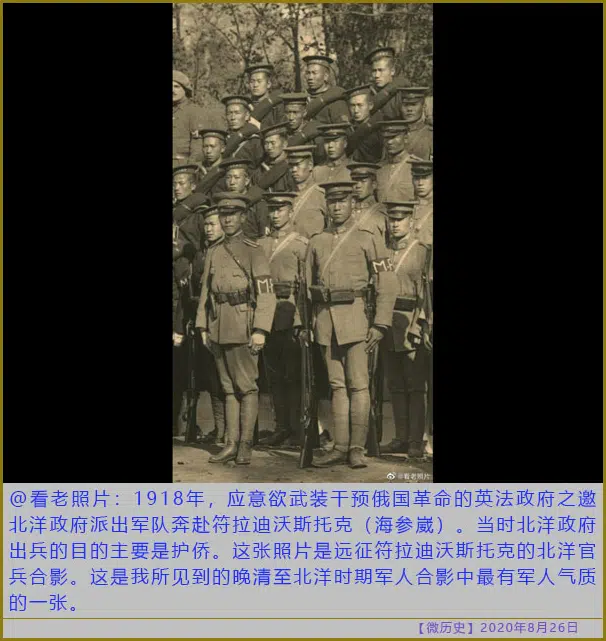 M
M
@看老照片
@看老照片：1918年，应意欲武装干预俄国革命的英法政府之邀
北洋政府派出军队奔赴符拉迪沃斯托克（海参崴）。当时北洋政府
出兵的目的主要是护侨。这张照片是远征符拉迪沃斯托克的北洋官
兵合影。这是我所见到的晚清至北洋时期军人合影中最有军人气质
的一张。
【微历史】2020年8月26日